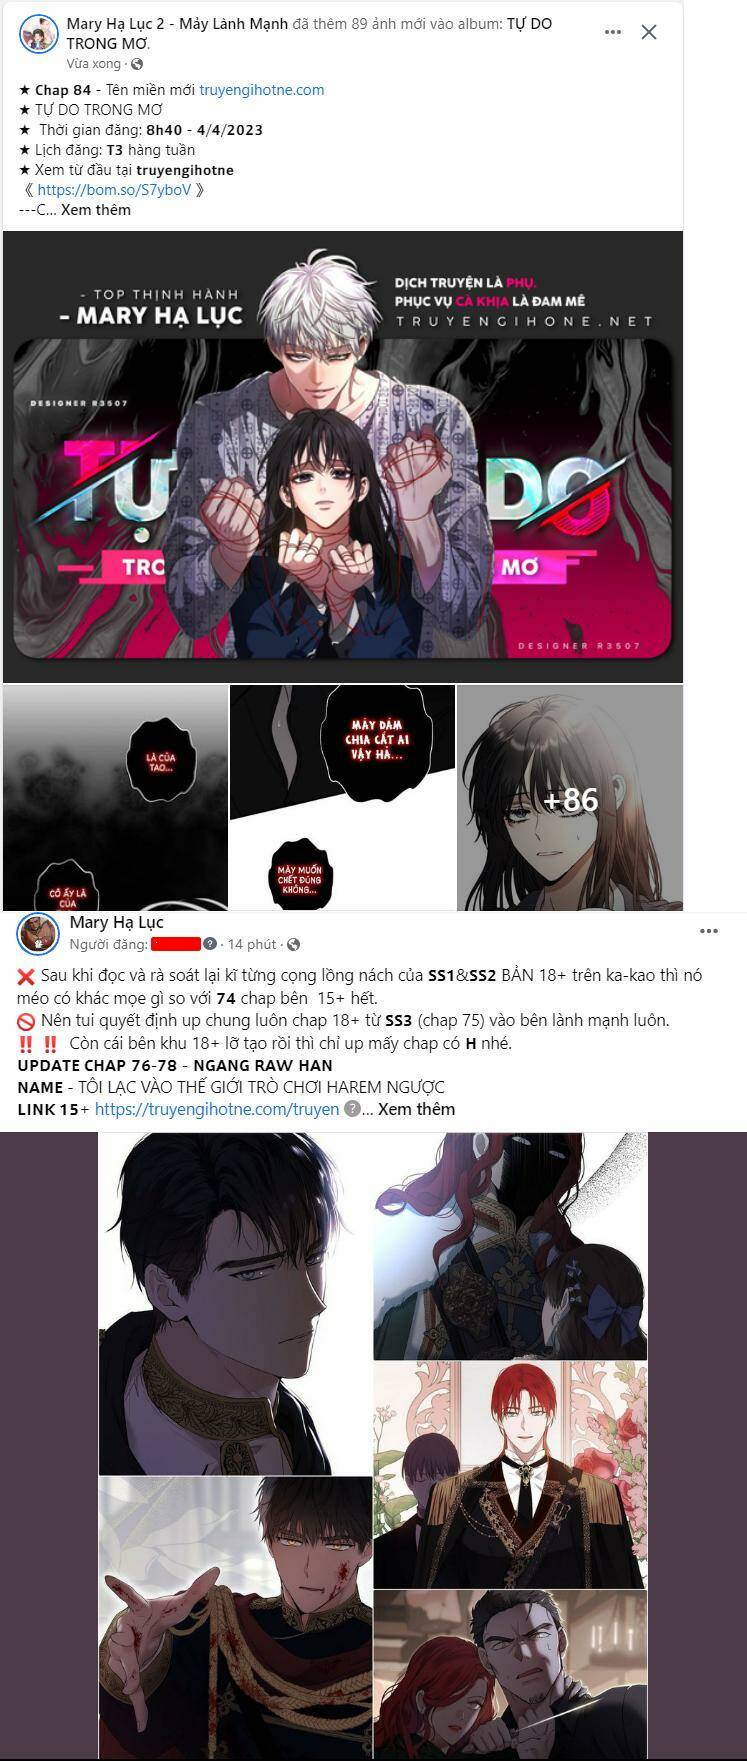 Mary Hạ Lục 2 - Mảy Lành Mạnh đã thêm 89 ảnh mới vào album: TỰ DO
TRONG MƠ.
Vừa xong ·
★ Chap 84 - Tên miền mới truyengihotne.com
★ TỰ DO TRONG MƠ
★ Thời gian đăng: 8h40 - 4/4/2023
★ Lịch đăng: T3 hàng tuần
★ Xem từ đầu tại truyengihotne
《 https://bom.so/S7yboV 》
---C... Xem thêm
- TOP THỊNH HÀNH
- MARY HẠ LỤC
DỊCH TRUYỆN LÀ PHỤ.
PHỤC VỤ CÀ KHỊA LÀ ĐAM MÊ
TRUYENGIHONE.NET
DESIGNER R3507
TỰ DO
TRO MƠ
DESIGNER R3507
LÀ CỦA
TAO...
CÔ ẤY LÀ
CỦA
MÀY DÁM
CHIA CẮT AI
VẬY HẢ...
MÀY MUỐN
CHẾT ĐÚNG
KHÔNG...
+86
Mary Hạ Lục
Người đăng: · 14 phút ·
❌ Sau khi đọc và rà soát lại kĩ từng cọng lồng nách của SS1&SS2 BẢN 18+ trên ka-kao thì nó
méo có khác mọe gì so với 74 chap bên 15+ hết.
🚫 Nên tui quyết định up chung luôn chap 18+ từ SS3 (chap 75) vào bên lành mạnh luôn.
‼️ ‼️ Còn cái bên khu 18+ lỡ tạo rồi thì chỉ up mấy chap có H nhé.
UPDATE CHAP 76-78 - NGANG RAW HAN
NAME - TÔI LẠC VÀO THẾ GIỚI TRÒ CHƠI HAREM NGƯỢC
LINK 15+ https://truyengihotne.com/truyen ?... Xem thêm